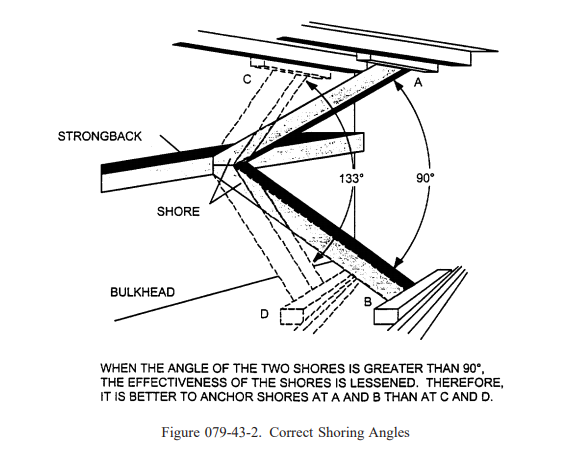 C
A
STRONGBACK
133°
90°
SHORE
BULKHEAD
D
B
WHEN THE ANGLE OF THE TWO SHORES IS GREATER THAN 90°,
THE EFFECTIVENESS OF THE SHORES IS LESSENED. THEREFORE,
IT IS BETTER TO ANCHOR SHORES AT A AND B THAN AT C AND D.
Figure 079-43-2. Correct Shoring Angles